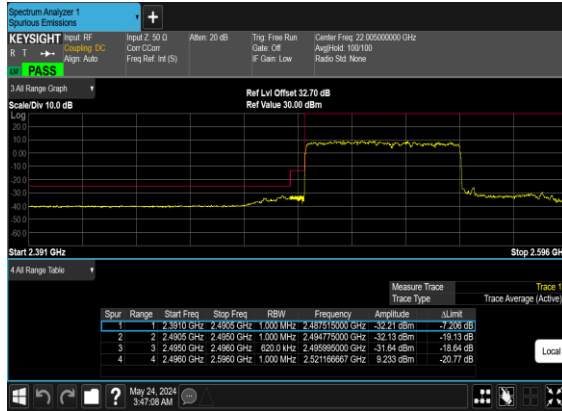 Spectrum Analyzer 1
Spurious Emissions
+
KEYSIGHT Input: RF Input Z: 50 Ω Atten: 20 dB Trig: Free Run Center Freq: 22.005000000 GHz
R T Coupling: DC Corr CCorr Gate: Off Avg|Hold: 100/100
Align: Auto Freq Ref: Int (S) IF Gain: Low Radio Std: None
PASS
3 All Range Graph Ref Lvl Offset 32.70 dB
Scale/Div 10.0 dB Ref Value 30.00 dBm
Log
20.0
10.0
0.00
-10.0
-20.0
-30.0
-40.0
-50.0
-60.0
Start 2.391 GHz Stop 2.596 GH
4 All Range Table
Measure Trace Trace 1
Trace Type Trace Average (Active)
Spur Range Start Freq Stop Freq RBW Frequency Amplitude ΔLimit
1 1 2.3910 GHz 2.4905 GHz 1.000 MHz 2.487515000 GHz -32.21 dBm -7.206 dB
2 2 2.4905 GHz 2.4950 GHz 1.000 MHz 2.494775000 GHz -32.13 dBm -19.13 dB
3 3 2.4950 GHz 2.4960 GHz 620.0 kHz 2.495995000 GHz -31.64 dBm -18.64 dB
4 4 2.4960 GHz 2.5960 GHz 1.000 MHz 2.521166667 GHz 9.233 dBm -20.77 dB
Local
? May 24, 2024
3:47:08 AM